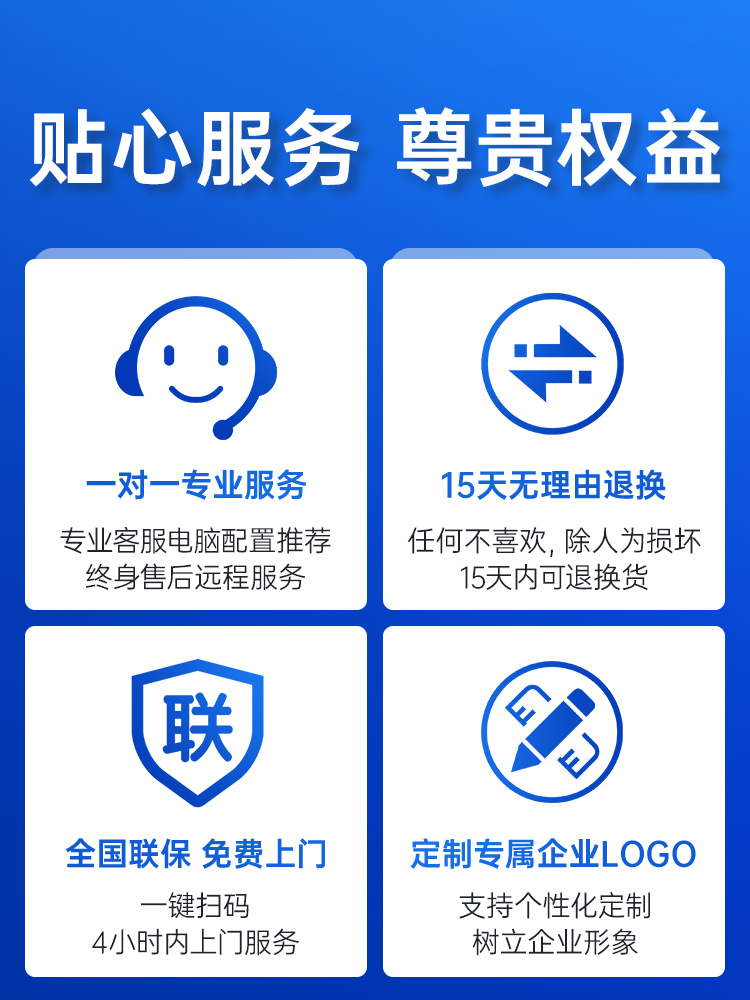 贴心服务 尊贵权益
一对一专业服务
专业客服电脑配置推荐
终身售后远程服务
15天无理由退换
任何不喜欢, 除人为损坏
15天内可退换货
联
全国联保 免费上门
一键扫码
4小时内上门服务
定制专属企业LOGO
支持个性化定制
树立企业形象